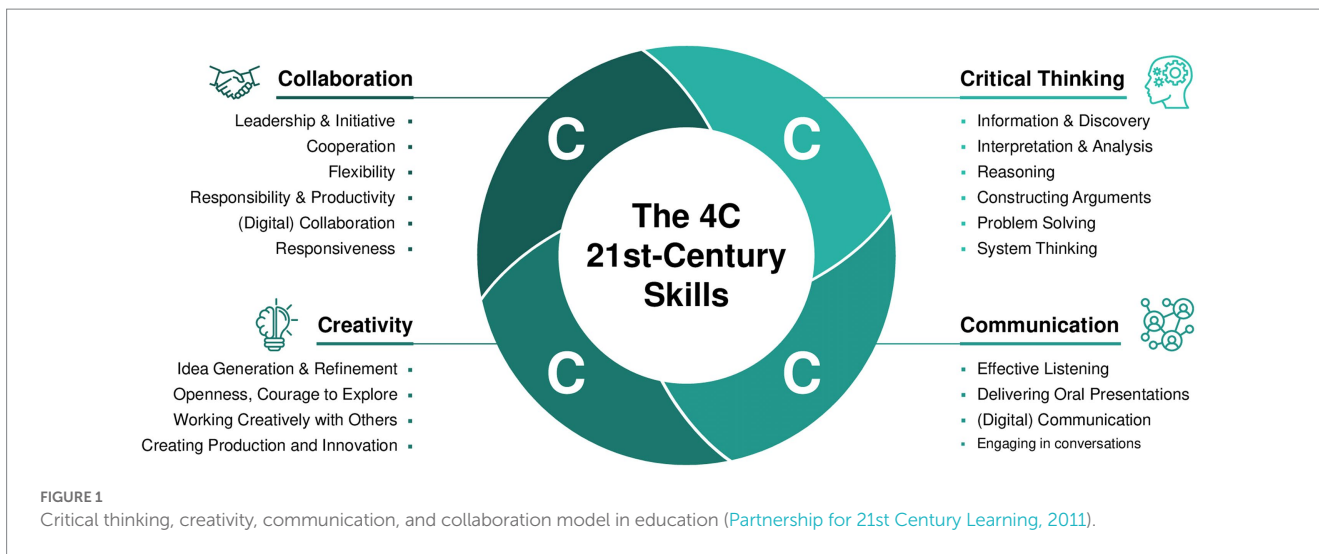 Collaboration
Leadership & Initiative ▪
Cooperation ▪
Flexibility ▪
Responsibility & Productivity ▪
(Digital) Collaboration ▪
Responsiveness ▪
Critical Thinking
▪ Information & Discovery
▪ Interpretation & Analysis
▪ Reasoning
▪ Constructing Arguments
▪ Problem Solving
▪ System Thinking
C
C
The 4C
21st-Century
Skills
C
C
Creativity
Idea Generation & Refinement ▪
Openness, Courage to Explore ▪
Working Creatively with Others ▪
Creating Production and Innovation ▪
Communication
▪ Effective Listening
▪ Delivering Oral Presentations
▪ (Digital) Communication
▪ Engaging in conversations
FIGURE 1
Critical thinking, creativity, communication, and collaboration model in education (Partnership for 21st Century Learning, 2011).